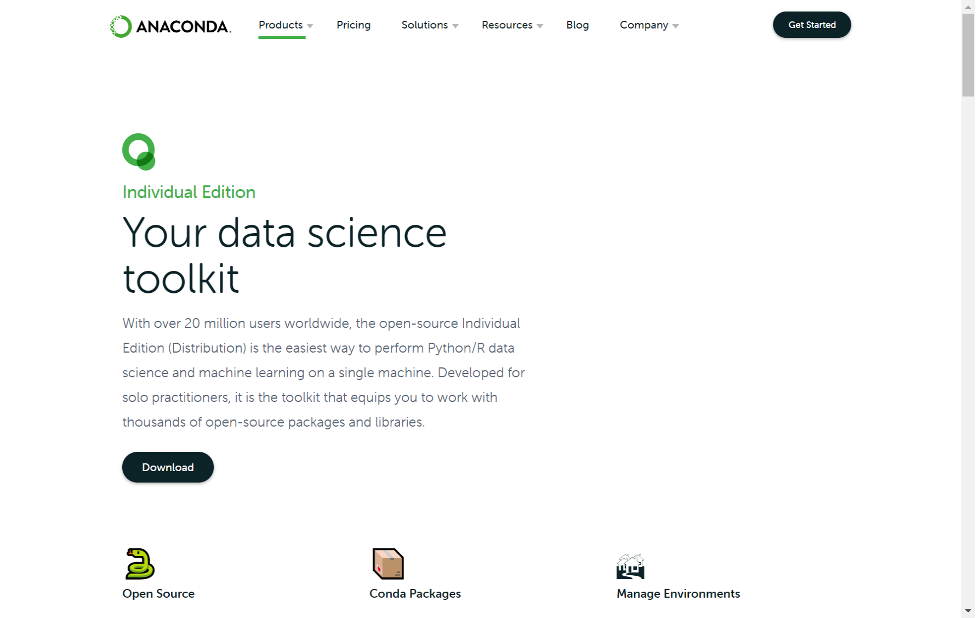 ANACONDA.
Products
Pricing
Solutions
Resources
Blog
Company
Get Started
Individual Edition
Your data science
toolkit
With over 20 million users worldwide, the open-source Individual
Edition (Distribution) is the easiest way to perform Python/R data
science and machine learning on a single machine. Developed for
solo practitioners, it is the toolkit that equips you to work with
thousands of open-source packages and libraries.
Download
Open Source
Conda Packages
Manage Environments